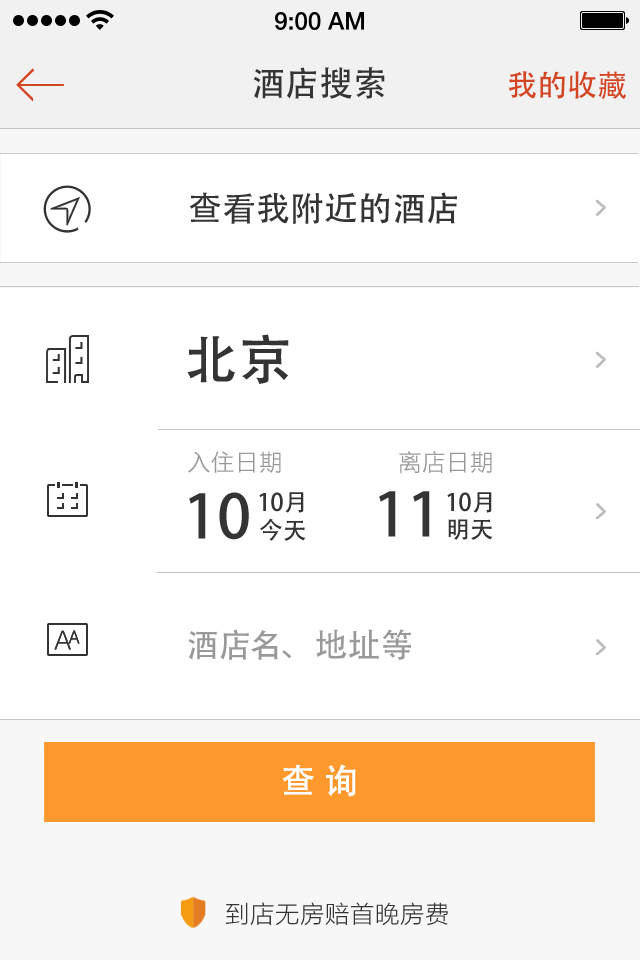 9:00 AM
酒店搜索
我的收藏
查看我附近的酒店
北京
入住日期 离店日期
10 10月 今天 11 10月 明天
AA
酒店名、地址等
查询
到店无房赔首晚房费